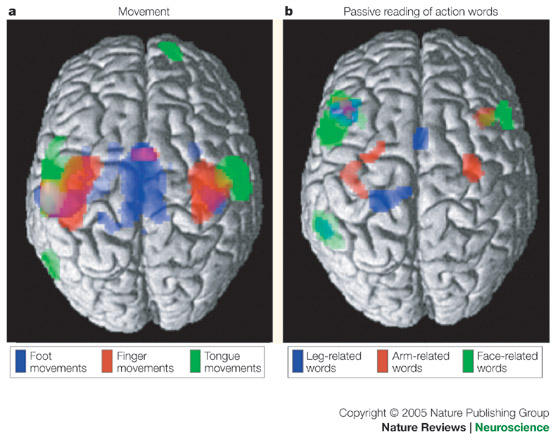 a Movement
b Passive reading of action words
Foot movements
Finger movements
Tongue movements
Leg-related words
Arm-related words
Face-related words
Copyright © 2005 Nature Publishing Group
Nature Reviews | Neuroscience